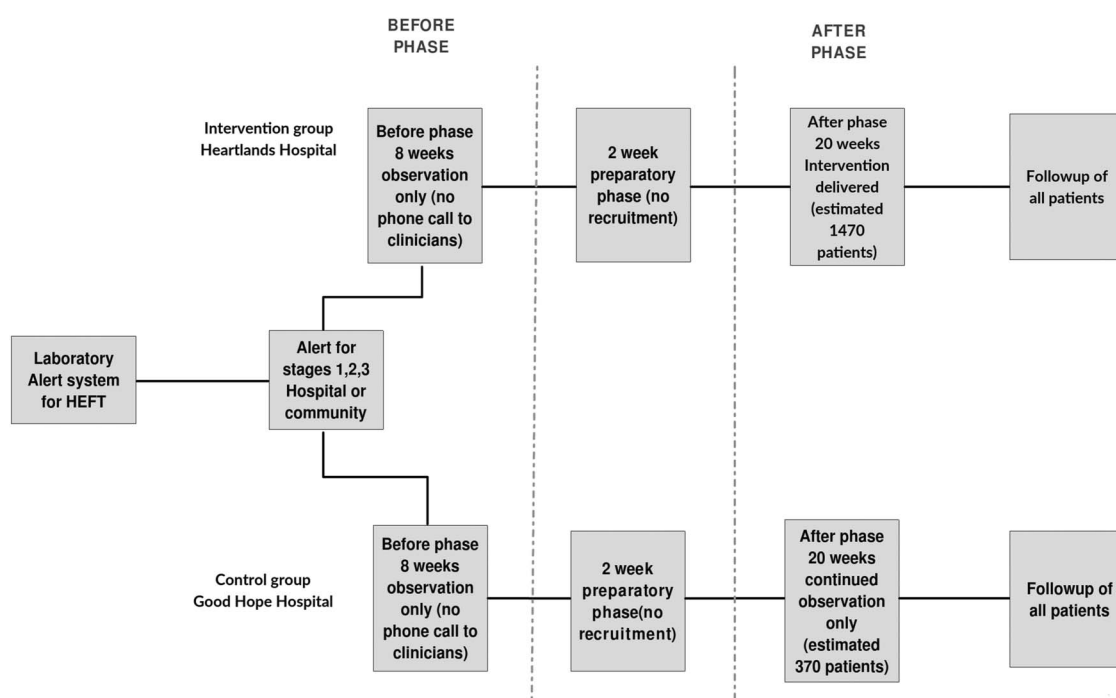 BEFORE
PHASE
AFTER
PHASE
Intervention group
Heartlands Hospital
Before phase
8 weeks
observation
only (no
phone call to
clinicians)
2 week
preparatory
phase (no
recruitment)
After phase
20 weeks
Intervention
delivered
(estimated
1470
patients)
Followup of
all patients
Laboratory
Alert system
for HEFT
Alert for
stages 1,2,3
Hospital or
community
Control group
Good Hope Hospital
Before phase
8 weeks
observation
only (no
phone call to
clinicians)
2 week
preparatory
phase(no
recruitment)
After phase
20 weeks
continued
observation
only
(estimated
370 patients)
Followup of
all patients